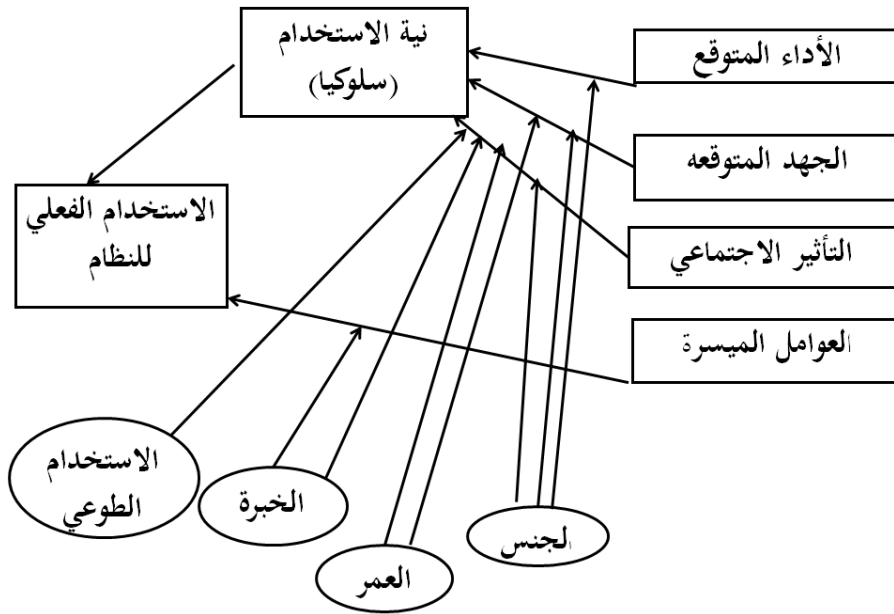 الأداء المتوقع
نية الاستخدام
(سلوكيا)
الجهد المتوقعه
الاستخدام الفعلي
للنظام
التأثير الاجتماعي
العوامل الميسرة
الاستخدام
الطوعي
الخبرة
الجنس
العمر